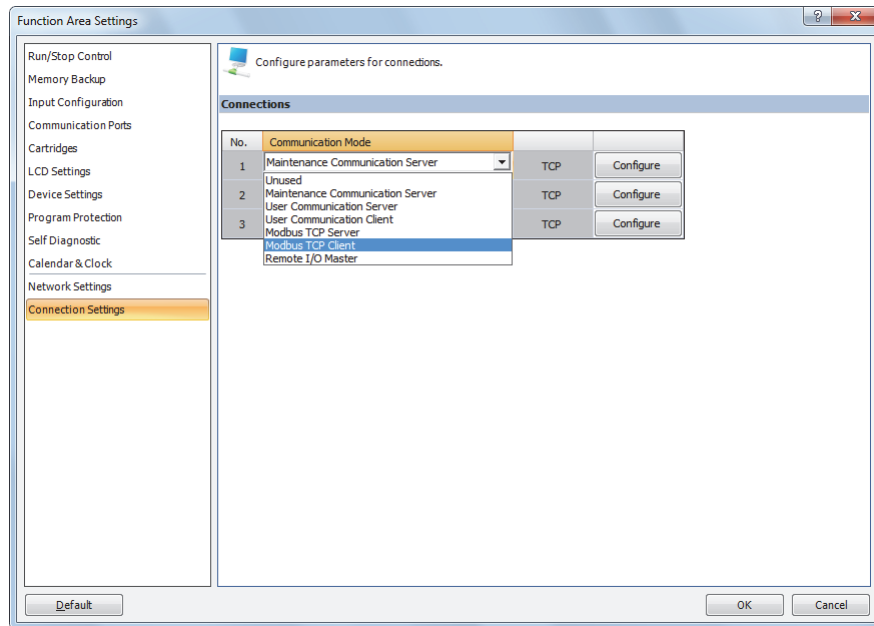 Function Area Settings
?
X
Run/Stop Control
Memory Backup
Input Configuration
Communication Ports
Cartridges
LCD Settings
Device Settings
Program Protection
Self Diagnostic
Calendar & Clock
Network Settings
Connection Settings
Configure parameters for connections.
Connections
No. Communication Mode
1 Maintenance Communication Server TCP Configure
Unused
2 Maintenance Communication Server TCP Configure
User Communication Server
3 User Communication Client TCP Configure
Modbus TCP Server
Modbus TCP Client
Remote I/O Master
Default
OK
Cancel